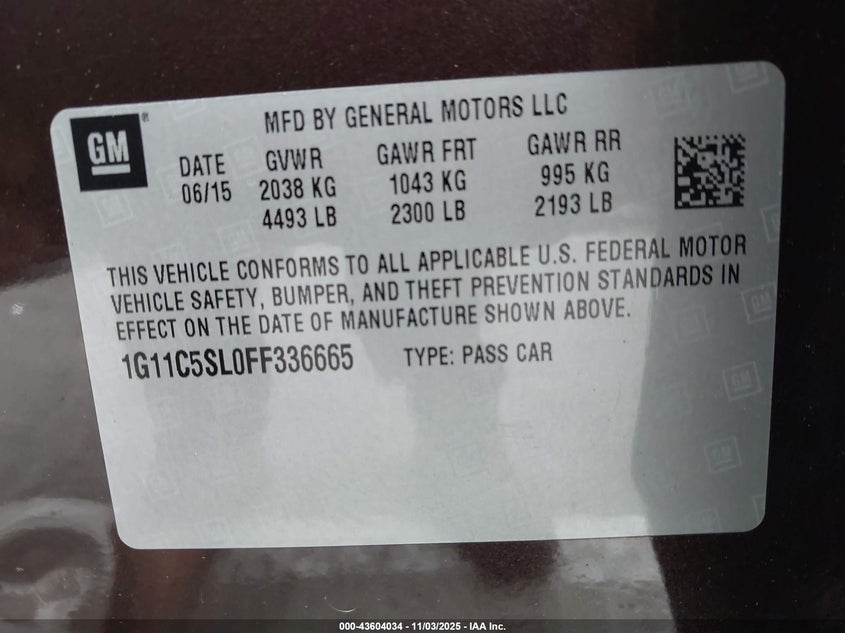 GM®
MFD BY GENERAL MOTORS LLC
DATE GVWR GAWR FRT GAWR RR
06/15 2038 KG 1043 KG 995 KG
4493 LB 2300 LB 2193 LB
THIS VEHICLE CONFORMS TO ALL APPLICABLE U.S. FEDERAL MOTOR
VEHICLE SAFETY, BUMPER, AND THEFT PREVENTION STANDARDS IN
EFFECT ON THE DATE OF MANUFACTURE SHOWN ABOVE.
1G11C5SL0FF336665 TYPE: PASS CAR
000-43604034 - 11/03/2025 - IAA Inc.